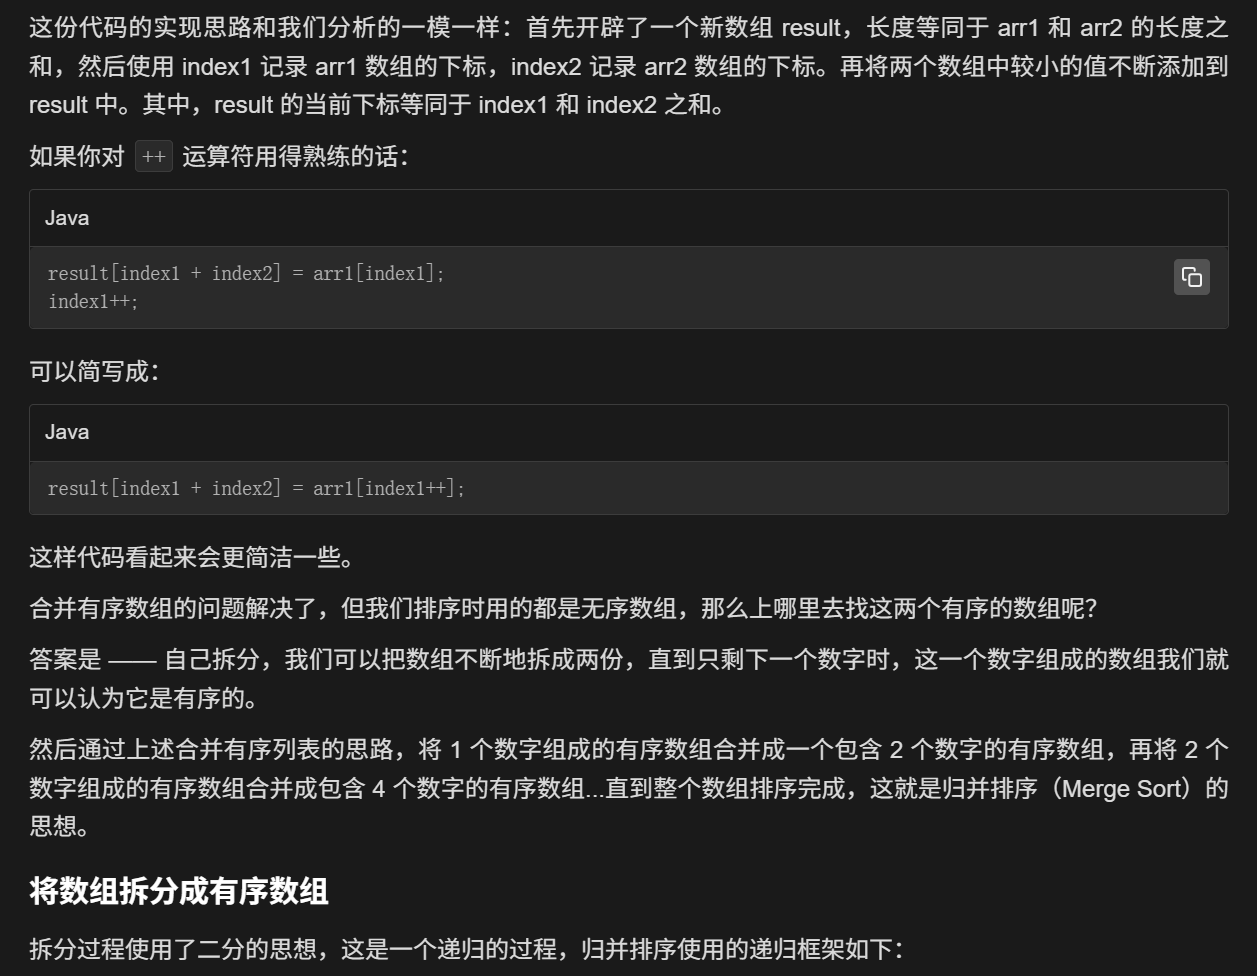 这份代码的实现思路和我们分析的一模一样：首先开辟了一个新数组 result，长度等同于 arr1 和 arr2 的长度之
和，然后使用 index1 记录 arr1 数组的下标，index2 记录 arr2 数组的下标。再将两个数组中较小的值不断添加到
result 中。其中，result 的当前下标等同于 index1 和 index2 之和。
如果你对 ++ 运算符用得熟练的话：
Java
result[index1 + index2] = arr1[index1];
index1++;
可以简写成：
Java
result[index1 + index2] = arr1[index1++];
这样代码看起来会更简洁一些。
合并有序数组的问题解决了，但我们排序时用的都是无序数组，那么上哪里去找这两个有序的数组呢？
答案是 —— 自己拆分，我们可以把数组不断地拆成两份，直到只剩下一个数字时，这一个数字组成的数组我们就
可以认为它是有序的。
然后通过上述合并有序列表的思路，将 1 个数字组成的有序数组合并成一个包含 2 个数字的有序数组，再将 2 个
数字组成的有序数组合并成包含 4 个数字的有序数组...直到整个数组排序完成，这就是归并排序（Merge Sort）的
思想。
将数组拆分成有序数组
拆分过程使用了二分的思想，这是一个递归的过程，归并排序使用的递归框架如下：